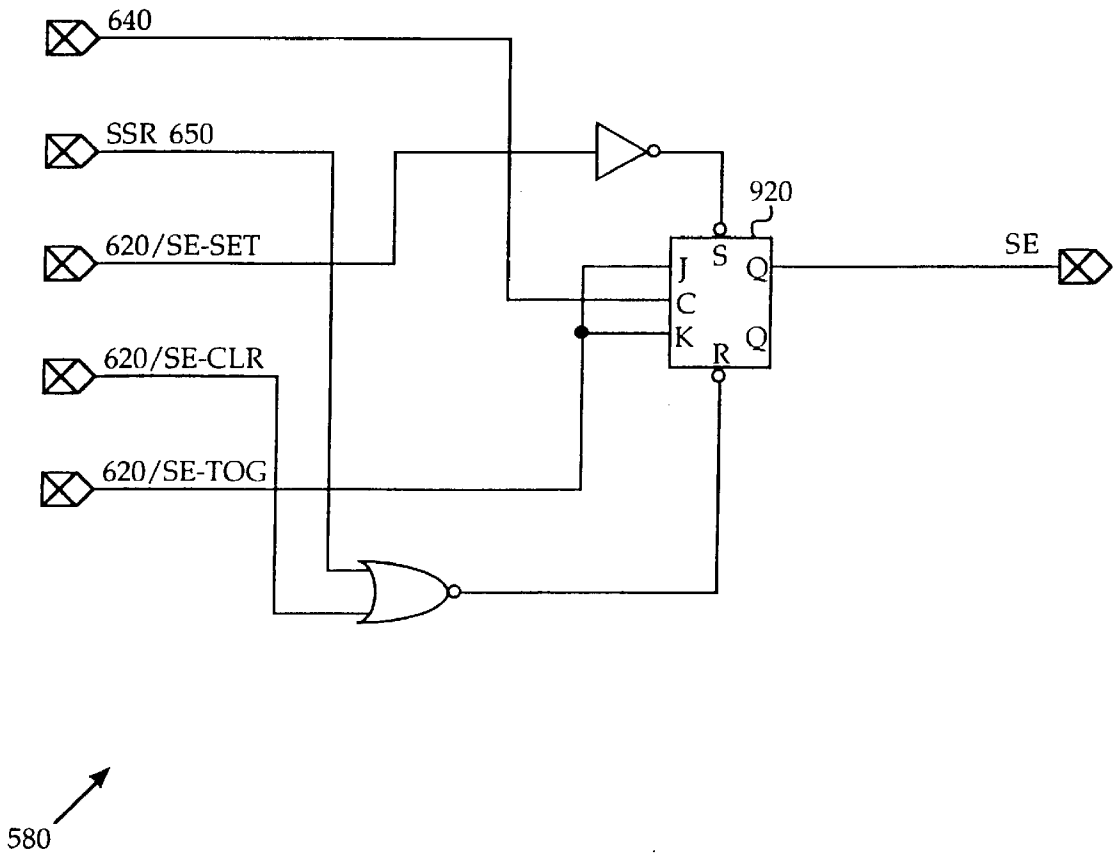 640
SSR 650
620/SE-SET
920
SE
S
J Q
C
K Q
R
620/SE-CLR
620/SE-TOG
580